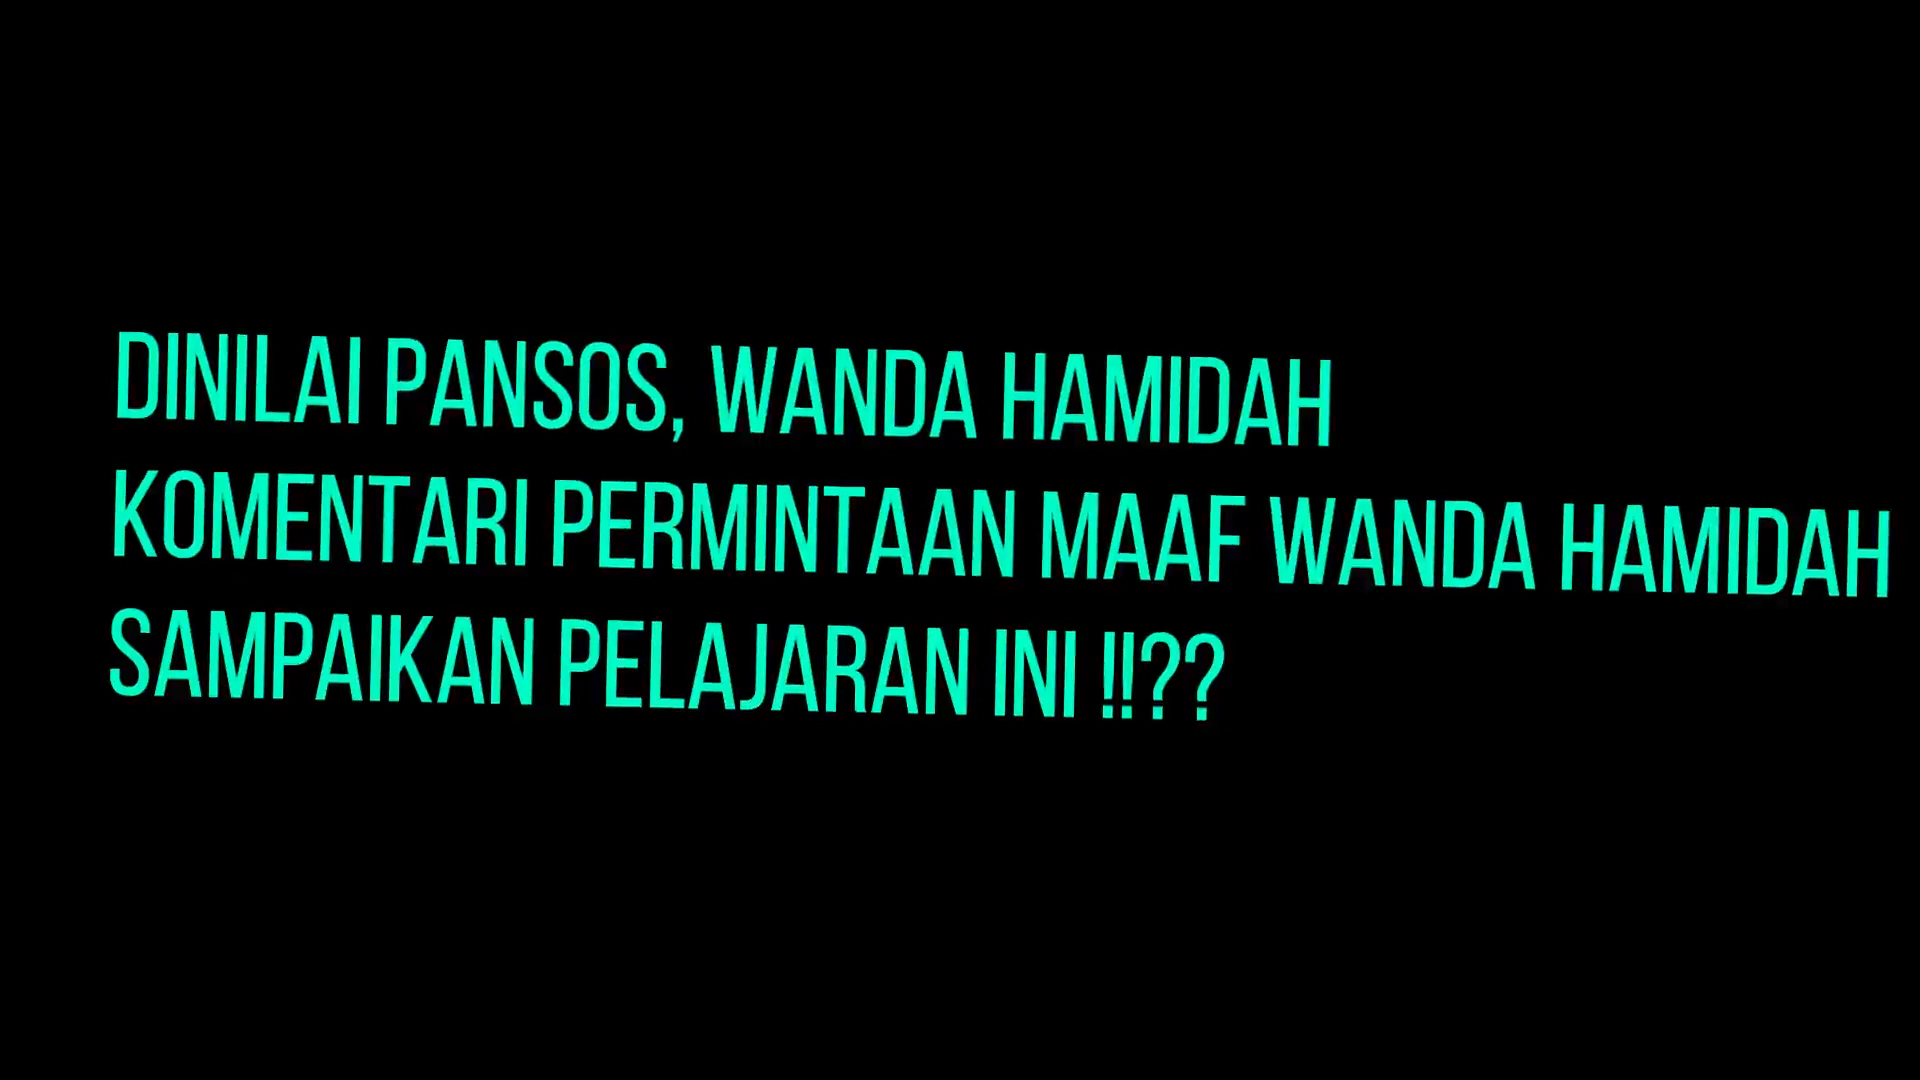 DINILAI PANSOS, WANDA HAMIDAH
KOMENTARI PERMINTAAN MAAF WANDA HAMIDAH
SAMPAIKAN PELAJARAN INI !!??